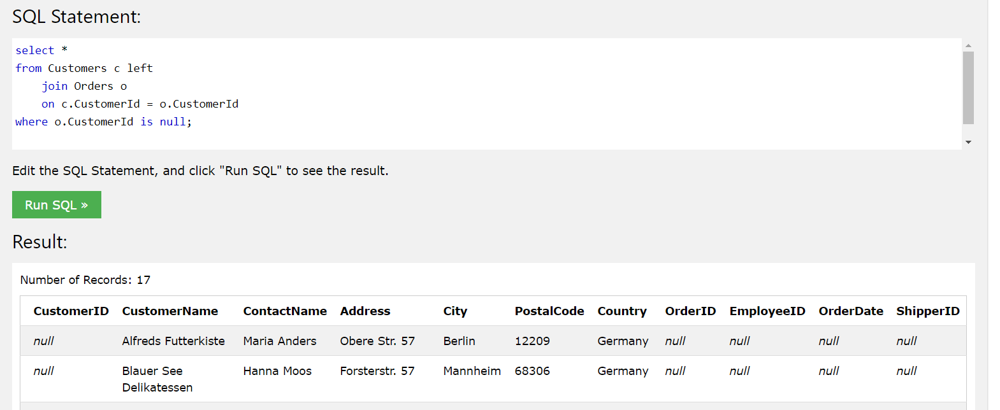 SQL Statement:
select *
from Customers c left
    join Orders o
    on c.CustomerId = o.CustomerId
where o.CustomerId is null;
Edit the SQL Statement, and click "Run SQL" to see the result.
Run SQL »
Result:
Number of Records: 17
CustomerID CustomerName ContactName Address City PostalCode Country OrderID EmployeeID OrderDate ShipperID
null Alfreds Futterkiste Maria Anders Obere Str. 57 Berlin 12209 Germany null null null null
null Blauer See Hanna Moos Forsterstr. 57 Mannheim 68306 Germany null null null null
Delikatessen